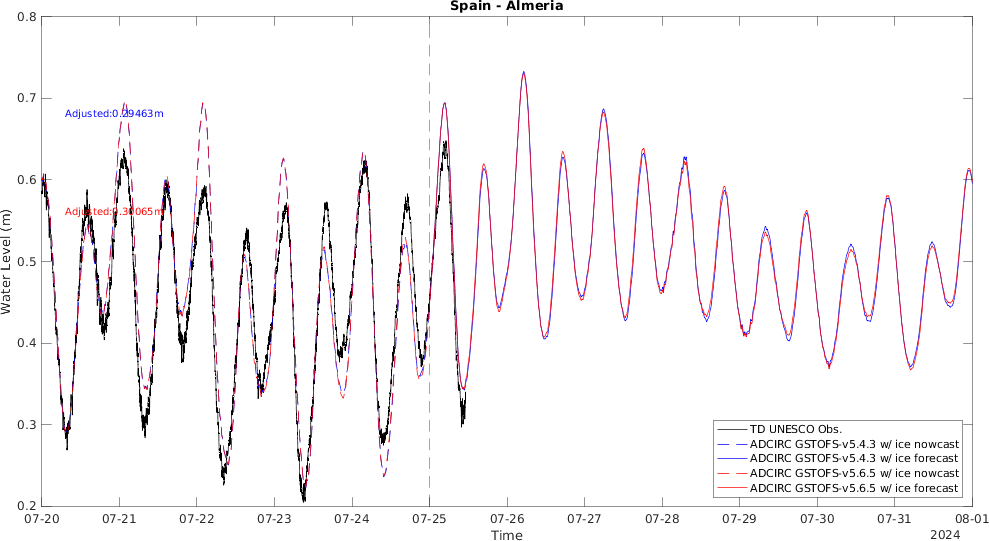 Spain - Almeria
0.8
0.7
0.6
0.5
0.4
0.3
0.2
Water Level (m)
Adjusted:0.29463m
Adjusted:0.30065m
TD UNESCO Obs.
ADCIRC GSTOFS-v5.4.3 w/ ice nowcast
ADCIRC GSTOFS-v5.4.3 w/ ice forecast
ADCIRC GSTOFS-v5.6.5 w/ ice nowcast
ADCIRC GSTOFS-v5.6.5 w/ ice forecast
07-20 07-21 07-22 07-23 07-24 07-25 07-26 07-27 07-28 07-29 07-30 07-31 08-01
Time
2024